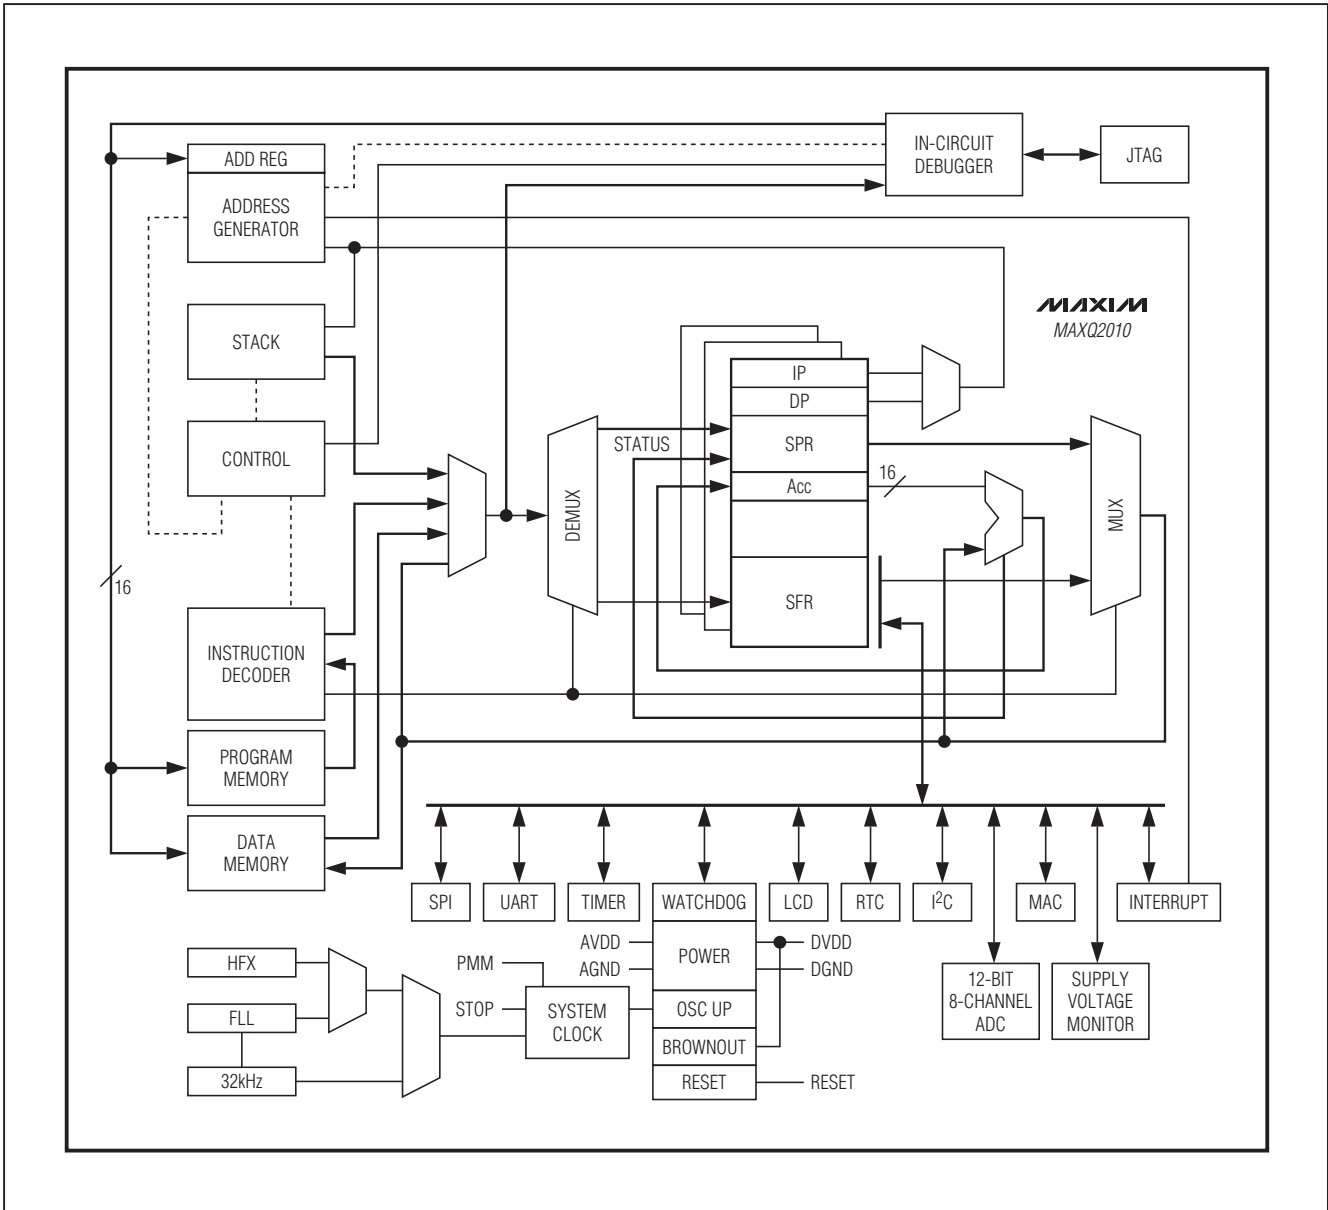 ADD REG
ADDRESS
GENERATOR
IN-CIRCUIT
DEBUGGER
JTAG
STACK
CONTROL
MAXIM
MAXQ2010
IP
DP
STATUS
SPR
Acc
16
SFR
DEMUX
MUX
16
INSTRUCTION
DECODER
PROGRAM
MEMORY
DATA
MEMORY
SPI
UART
TIMER
WATCHDOG
LCD
RTC
I²C
MAC
INTERRUPT
AVDD
AGND
POWER
DVDD
DGND
HFX
FLL
32kHz
PMM
STOP
SYSTEM
CLOCK
OSC UP
BROWNOUT
RESET
RESET
12-BIT
8-CHANNEL
ADC
SUPPLY
VOLTAGE
MONITOR